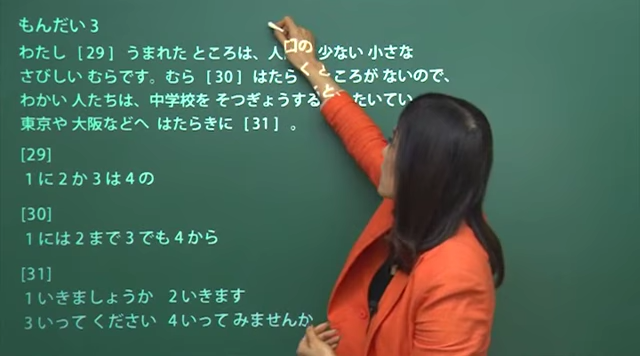 もんだい 3
わたし [29] うまれた ところは、人口の 少ない 小さな
さびしい むらです。むら [30] はたらく ところが ないので、
わかい 人たちは、中学校を そつぎょうすると、たいてい
東京や 大阪などへ はたらきに [31] 。
[29]
1 に 2 か 3 は 4 の
[30]
1 には 2 まで 3 でも 4 から
[31]
1 いきましょうか 2 いきます
3 いって ください 4 いって みませんか